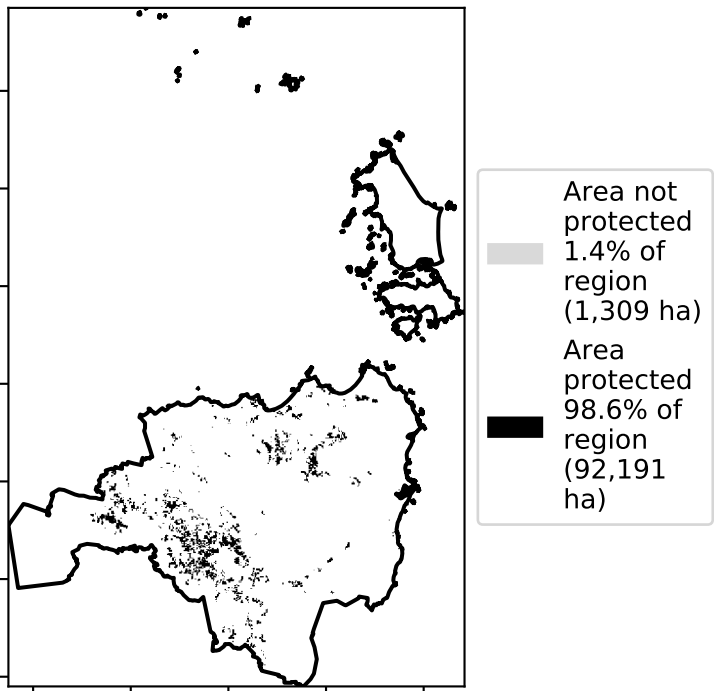 Area not
protected
1.4% of
region
(1,309 ha)
Area
protected
98.6% of
region
(92,191
ha)